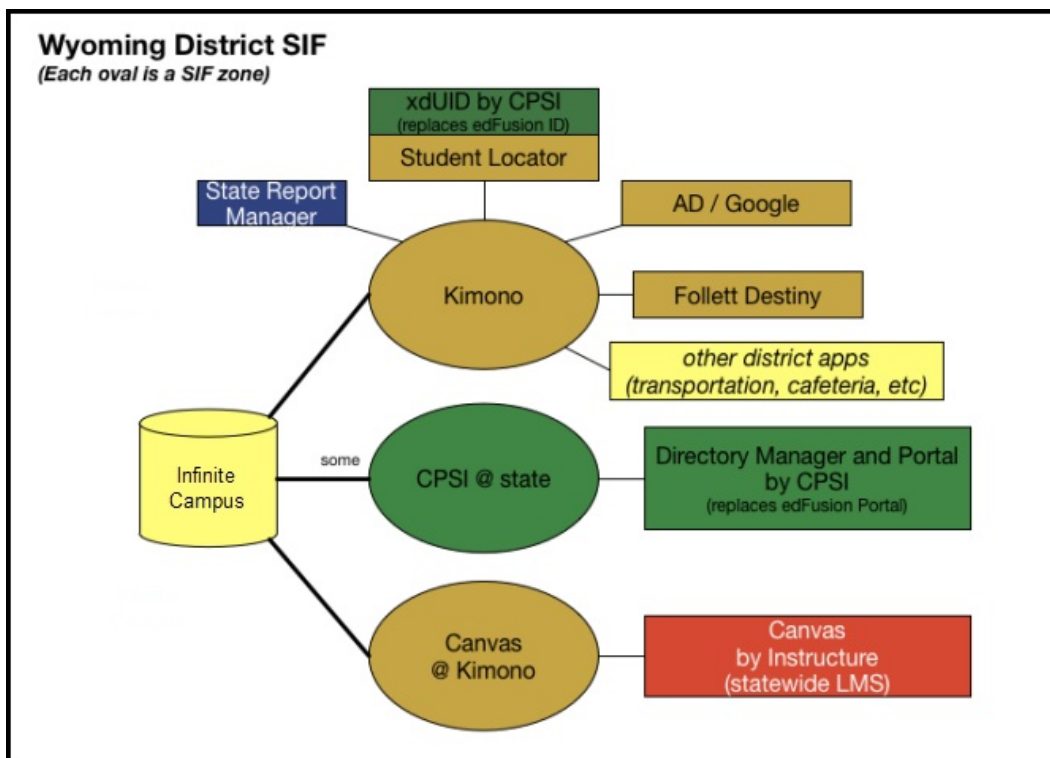 Wyoming District SIF
(Each oval is a SIF zone)
xdUID by CPSI
(replaces edFusion ID)
Student Locator
State Report
Manager
AD / Google
Kimono
Follett Destiny
other district apps
(transportation, cafeteria, etc)
Infinite
Campus
some
CPSI @ state
Directory Manager and Portal
by CPSI
(replaces edFusion Portal)
Canvas
@ Kimono
Canvas
by Instructure
(statewide LMS)